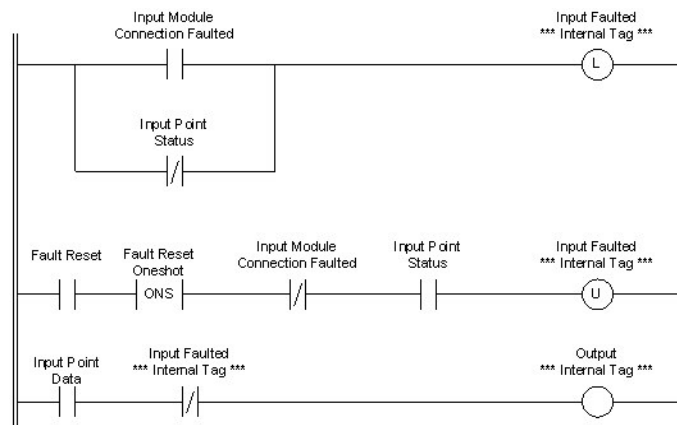 Input Module
Connection Faulted
Input Faulted
*** Internal Tag ***
L
Input Point
Status
Fault Reset
Fault Reset
Oneshot
ONS
Input Module
Connection Faulted
Input Point
Status
Input Faulted
*** Internal Tag ***
U
Input Point
Data
Input Faulted
*** Internal Tag ***
Output
*** Internal Tag ***